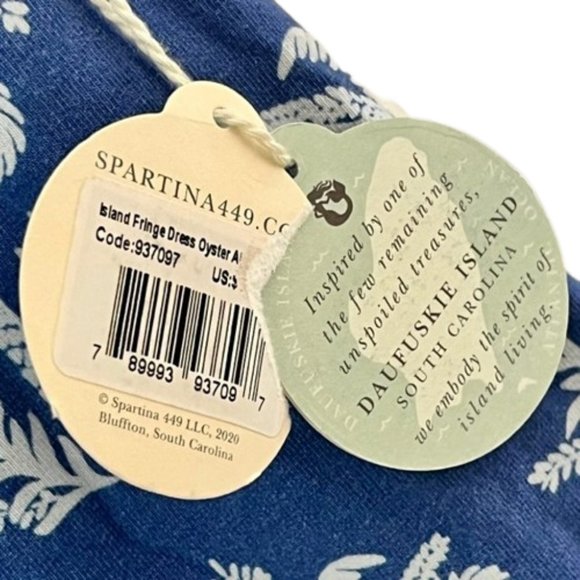 SPARTINA449.CO
Island Fringe Dress Oyster A
Code:937097 US:
7 89993 93709 7
© Spartina 449 LLC, 2020
Bluffton, South Carolina
Inspired by one of
the few remaining
unspoiled treasures,
DAUFUSKIE ISLAND
SOUTH CAROLINA
we embody the spirit of
island living.
DAUFUSKIE ISLAND
OCEAN